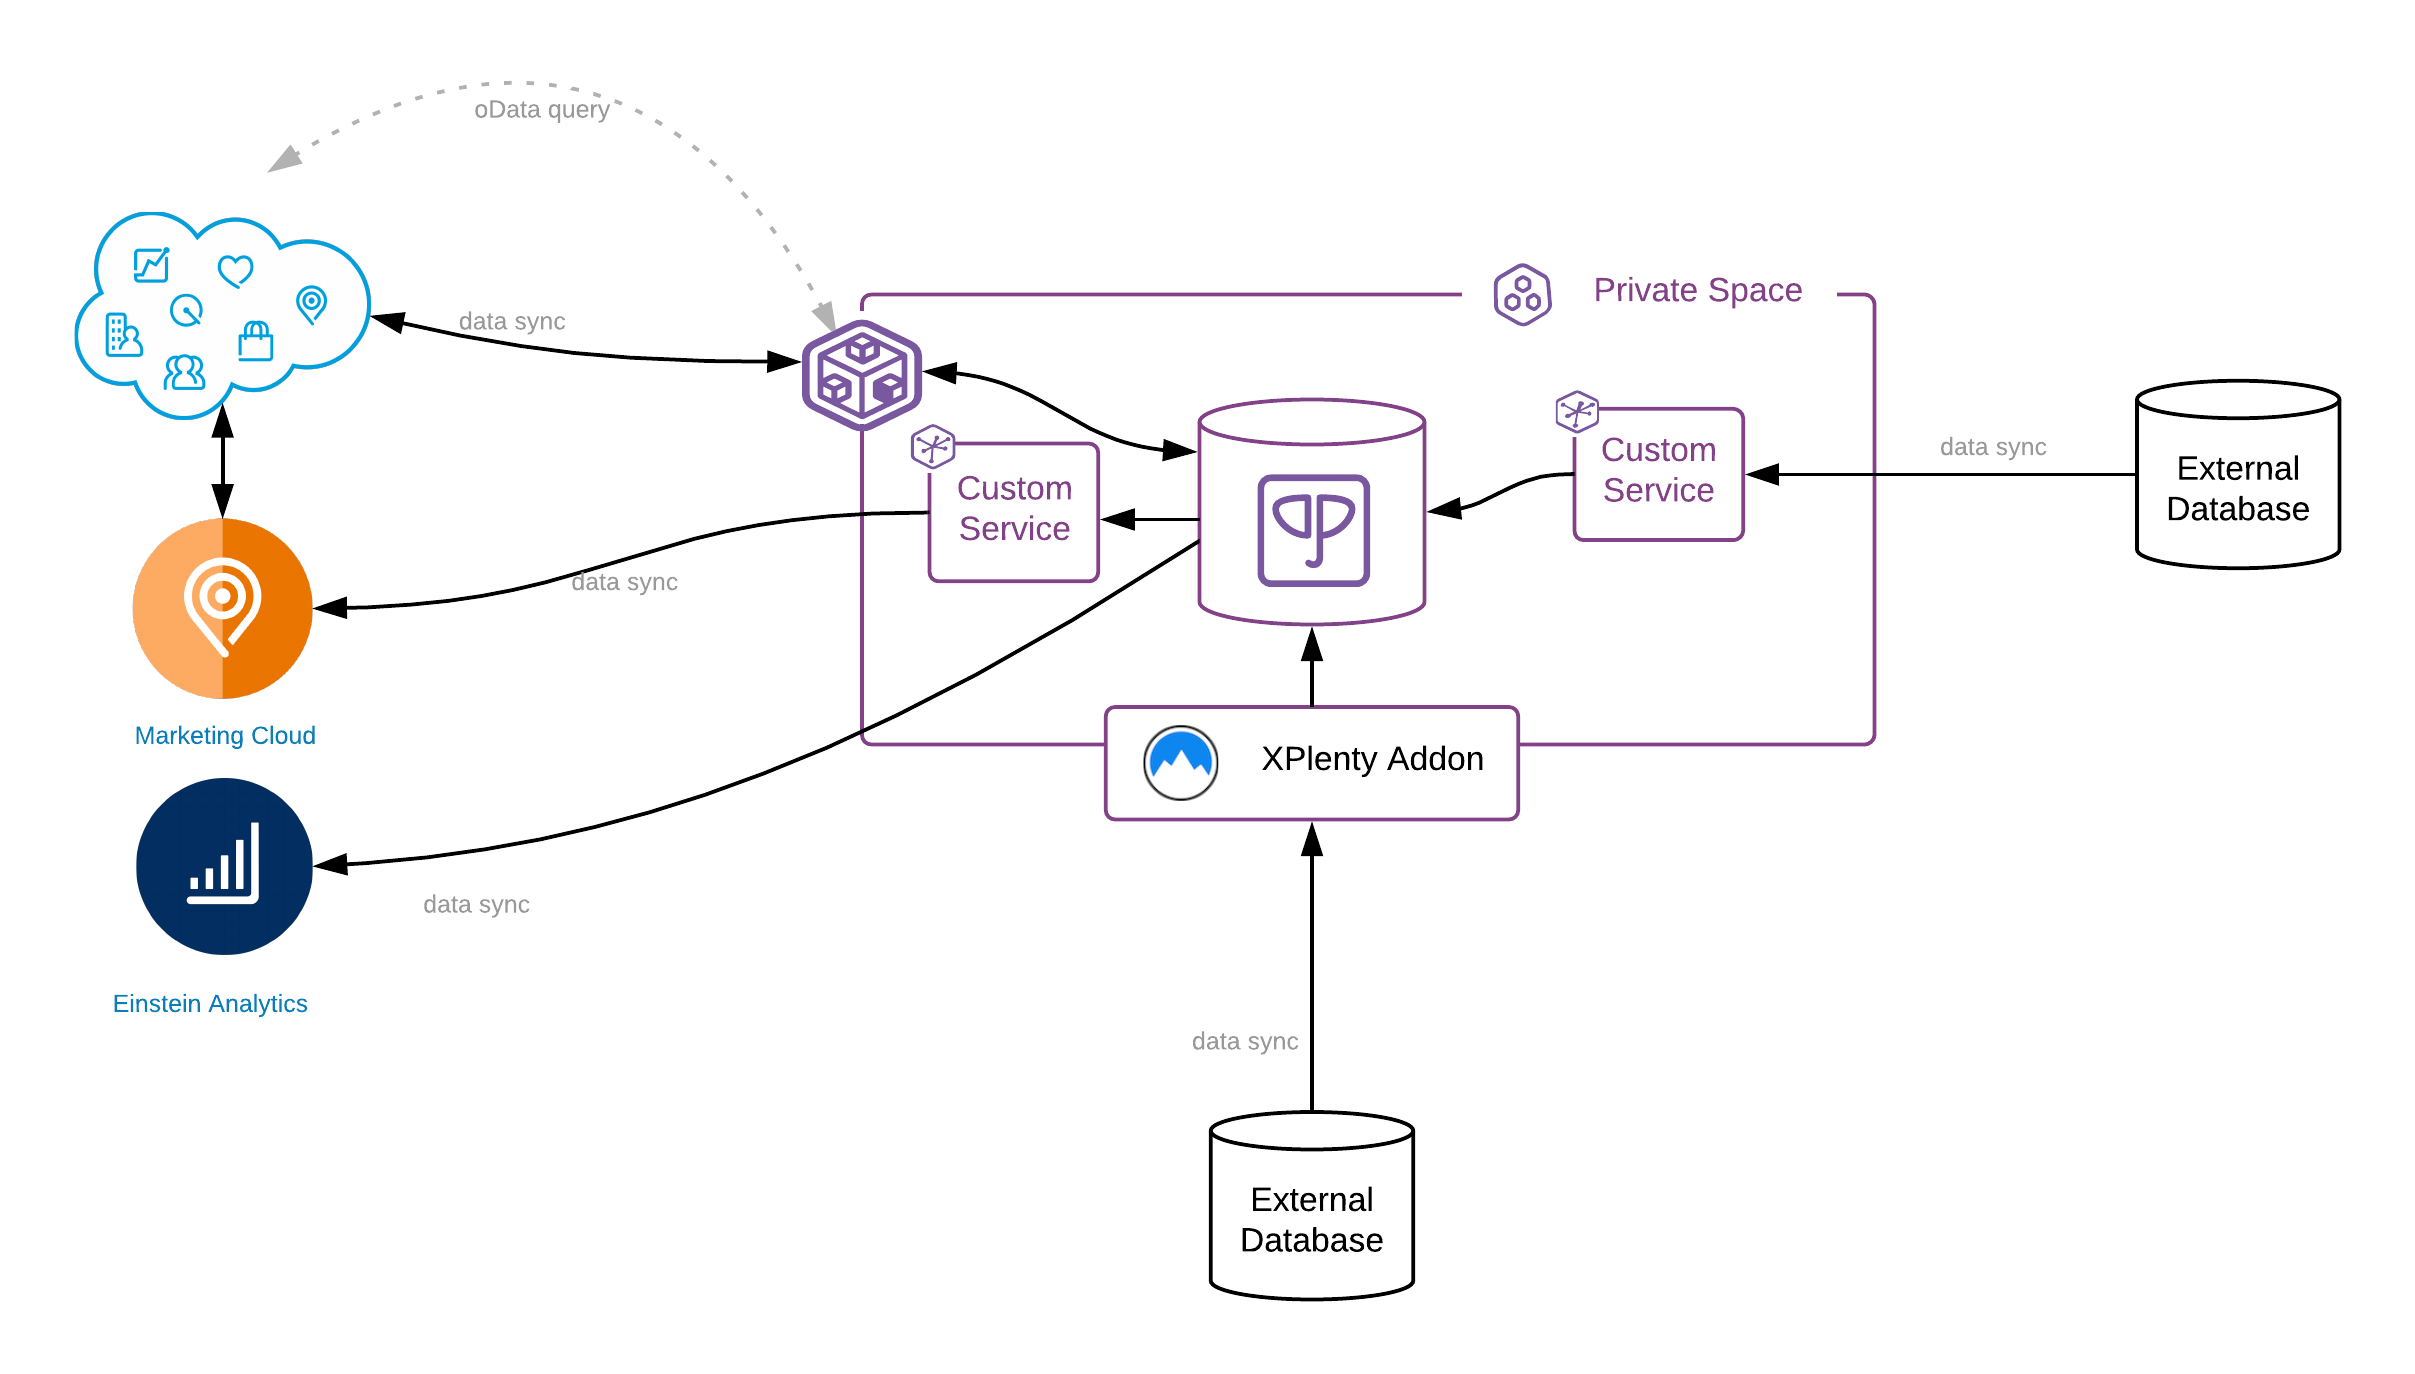 oData query
Private Space
data sync
Custom
Service
data sync
External
Database
Custom
Service
data sync
Marketing Cloud
XPlenty Addon
data sync
Einstein Analytics
data sync
External
Database